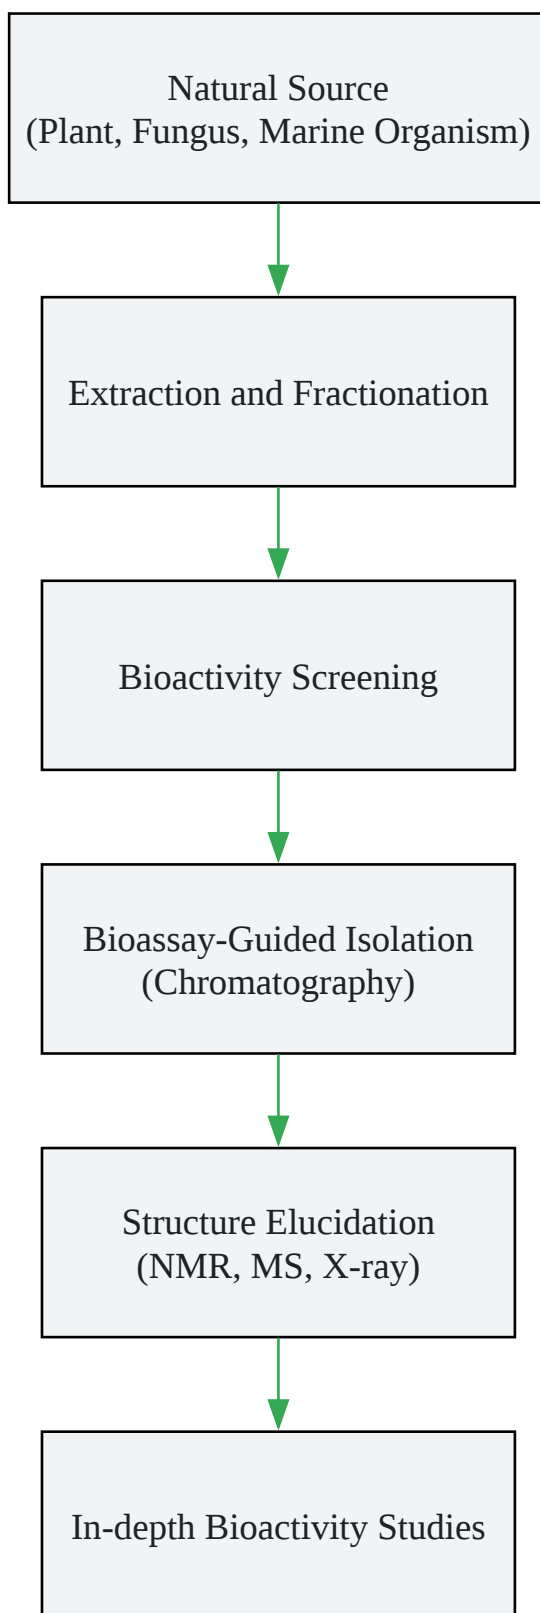 Natural Source
(Plant, Fungus, Marine Organism)
Extraction and Fractionation
Bioactivity Screening
Bioassay-Guided Isolation
(Chromatography)
Structure Elucidation
(NMR, MS, X-ray)
In-depth Bioactivity Studies